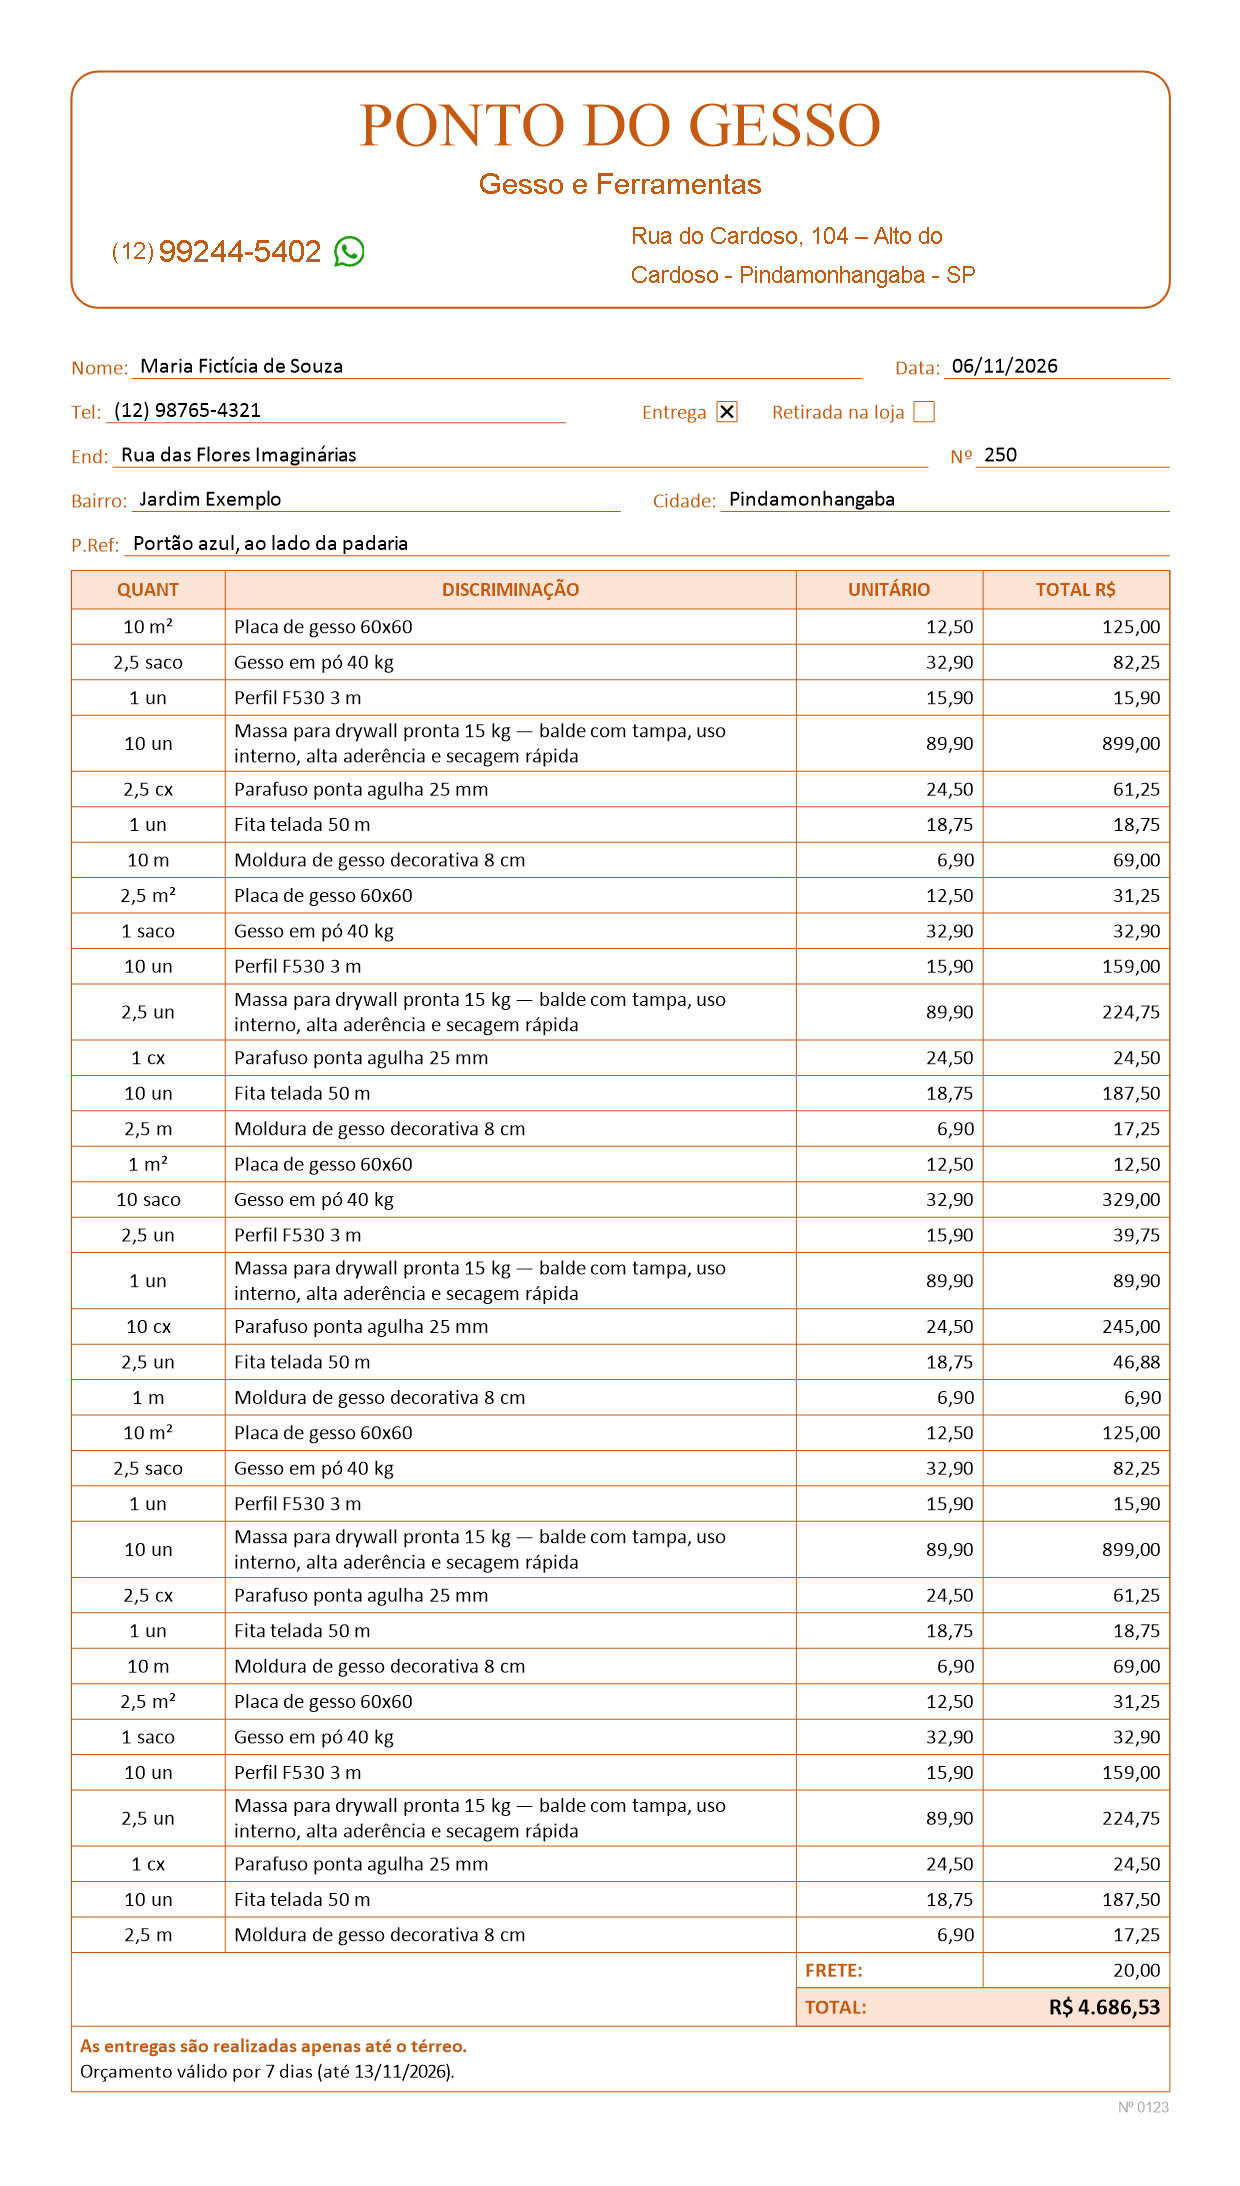 PONTO DO GESSO
Gesso e Ferramentas
(12) 99244-5402
Rua do Cardoso, 104 – Alto do
Cardoso - Pindamonhangaba - SP
Nome: Maria Fictícia de Souza Data: 06/11/2026
Tel: (12) 98765-4321 Entrega ☒ Retirada na loja ☐
End: Rua das Flores Imaginárias Nº 250
Bairro: Jardim Exemplo Cidade: Pindamonhangaba
P.Ref: Portão azul, ao lado da padaria
QUANT DISCRIMINAÇÃO UNITÁRIO TOTAL R$
10 m² Placa de gesso 60x60 12,50 125,00
2,5 saco Gesso em pó 40 kg 32,90 82,25
1 un Perfil F530 3 m 15,90 15,90
10 un Massa para drywall pronta 15 kg — balde com tampa, uso
interno, alta aderência e secagem rápida 89,90 899,00
2,5 cx Parafuso ponta agulha 25 mm 24,50 61,25
1 un Fita telada 50 m 18,75 18,75
10 m Moldura de gesso decorativa 8 cm 6,90 69,00
2,5 m² Placa de gesso 60x60 12,50 31,25
1 saco Gesso em pó 40 kg 32,90 32,90
10 un Perfil F530 3 m 15,90 159,00
2,5 un Massa para drywall pronta 15 kg — balde com tampa, uso
interno, alta aderência e secagem rápida 89,90 224,75
1 cx Parafuso ponta agulha 25 mm 24,50 24,50
10 un Fita telada 50 m 18,75 187,50
2,5 m Moldura de gesso decorativa 8 cm 6,90 17,25
1 m² Placa de gesso 60x60 12,50 12,50
10 saco Gesso em pó 40 kg 32,90 329,00
2,5 un Perfil F530 3 m 15,90 39,75
1 un Massa para drywall pronta 15 kg — balde com tampa, uso
interno, alta aderência e secagem rápida 89,90 89,90
10 cx Parafuso ponta agulha 25 mm 24,50 245,00
2,5 un Fita telada 50 m 18,75 46,88
1 m Moldura de gesso decorativa 8 cm 6,90 6,90
10 m² Placa de gesso 60x60 12,50 125,00
2,5 saco Gesso em pó 40 kg 32,90 82,25
1 un Perfil F530 3 m 15,90 15,90
10 un Massa para drywall pronta 15 kg — balde com tampa, uso
interno, alta aderência e secagem rápida 89,90 899,00
2,5 cx Parafuso ponta agulha 25 mm 24,50 61,25
1 un Fita telada 50 m 18,75 18,75
10 m Moldura de gesso decorativa 8 cm 6,90 69,00
2,5 m² Placa de gesso 60x60 12,50 31,25
1 saco Gesso em pó 40 kg 32,90 32,90
10 un Perfil F530 3 m 15,90 159,00
2,5 un Massa para drywall pronta 15 kg — balde com tampa, uso
interno, alta aderência e secagem rápida 89,90 224,75
1 cx Parafuso ponta agulha 25 mm 24,50 24,50
10 un Fita telada 50 m 18,75 187,50
2,5 m Moldura de gesso decorativa 8 cm 6,90 17,25
FRETE: 20,00
TOTAL: R$ 4.686,53
As entregas são realizadas apenas até o térreo.
Orçamento válido por 7 dias (até 13/11/2026).
Nº 0123